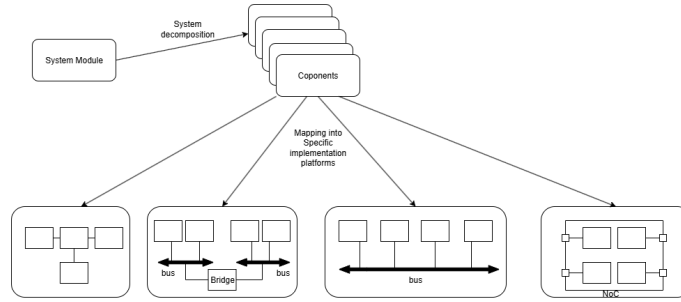 System
decomposition
System Module
Coponents
Mapping into
Specific
implementation
platforms
bus
Bridge
bus
bus
NoC